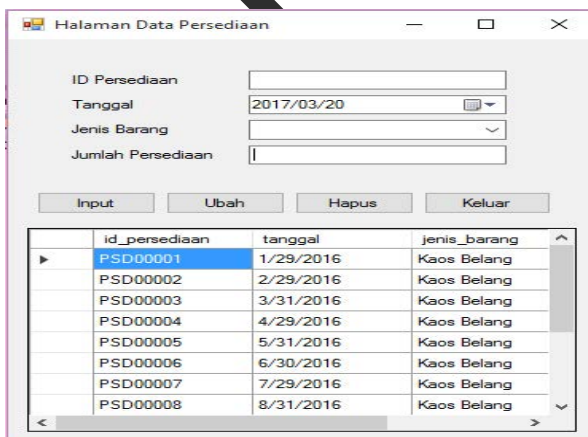 Halaman Data Persediaan
ID Persediaan
Tanggal 2017/03/20
Jenis Barang
Jumlah Persediaan
Input Ubah Hapus Keluar
id_persediaan tanggal jenis_barang
PSD00001 1/29/2016 Kaos Belang
PSD00002 2/29/2016 Kaos Belang
PSD00003 3/31/2016 Kaos Belang
PSD00004 4/29/2016 Kaos Belang
PSD00005 5/31/2016 Kaos Belang
PSD00006 6/30/2016 Kaos Belang
PSD00007 7/29/2016 Kaos Belang
PSD00008 8/31/2016 Kaos Belang